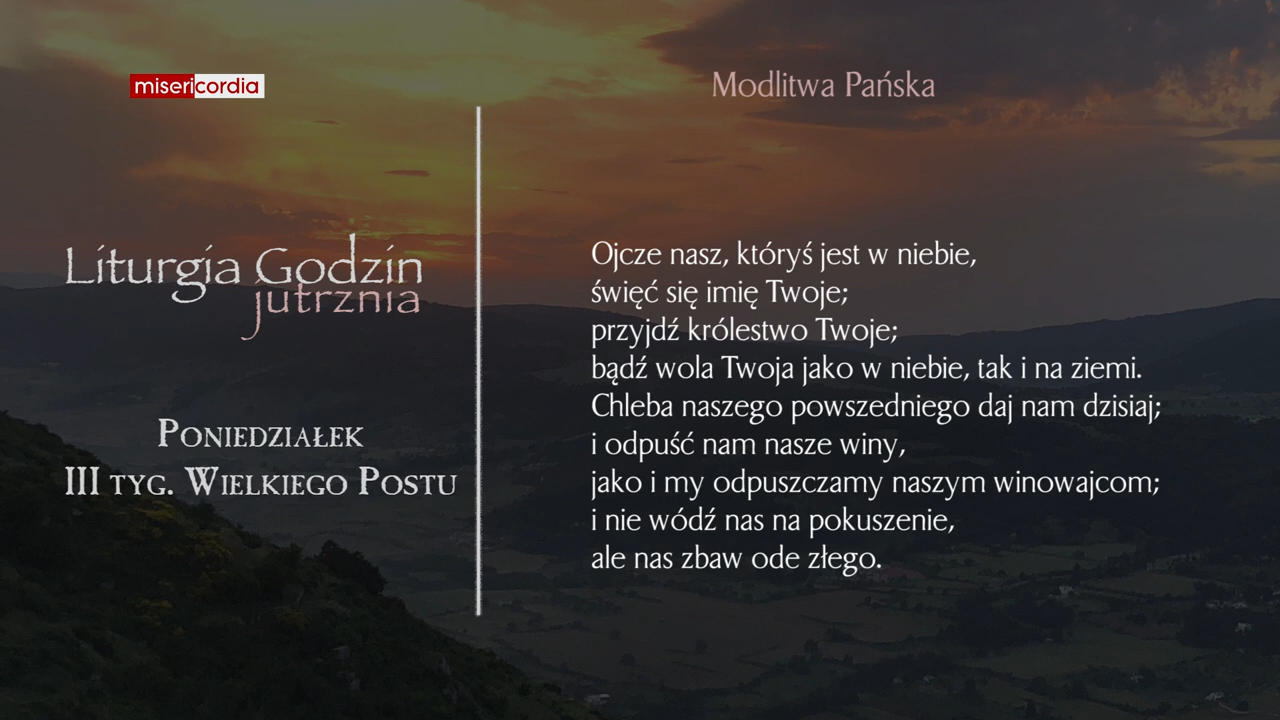 misericordia
Liturgia Godzin
jutrznia
Poniedziałek
III tyg. Wielkiego Postu
Modlitwa Pańska
Ojcze nasz, któryś jest w niebie,
święć się imię Twoje;
przyjdź królestwo Twoje;
bądź wola Twoja jako w niebie, tak i na ziemi.
Chleba naszego powszedniego daj nam dzisiaj;
i odpuść nam nasze winy,
jako i my odpuszczamy naszym winowajcom;
i nie wódź nas na pokuszenie,
ale nas zbaw ode złego.